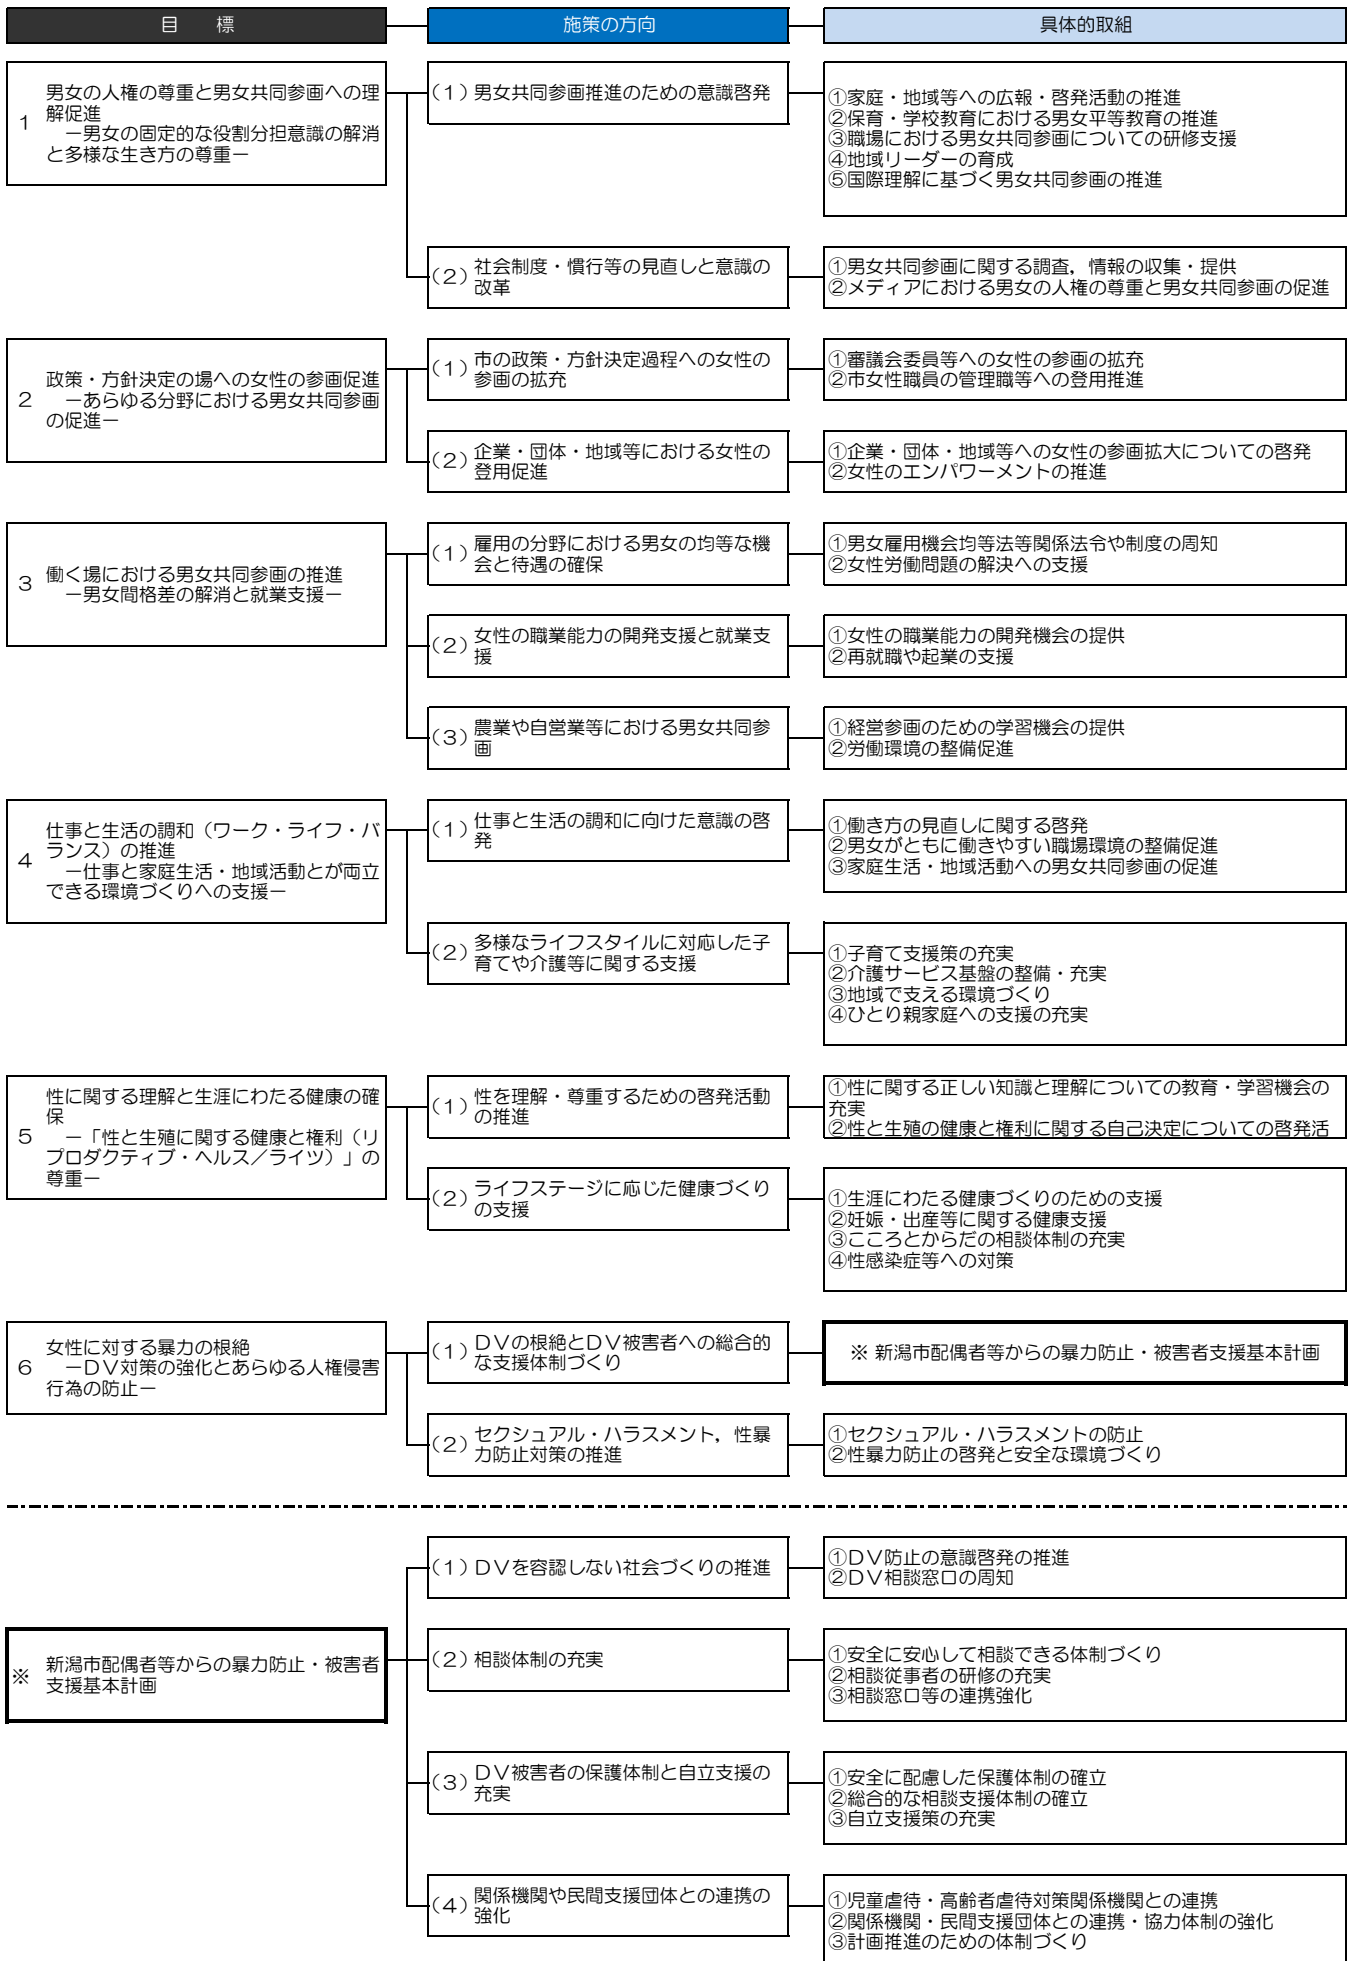 目　標
施策の方向
具体的取組
1
男女の人権の尊重と男女共同参画への理
解促進
ー男女の固定的な役割分担意識の解消
と多様な生き方の尊重ー
（1）
男女共同参画推進のための意識啓発
①家庭・地域等への広報・啓発活動の推進
②保育・学校教育における男女平等教育の推進
③職場における男女共同参画についての研修支援
④地域リーダーの育成
⑤国際理解に基づく男女共同参画の推進
（2）
社会制度・慣行等の見直しと意識の
改革
①男女共同参画に関する調査，情報の収集・提供
②メディアにおける男女の人権の尊重と男女共同参画の促進
2
政策・方針決定の場への女性の参画促進
ーあらゆる分野における男女共同参画
の促進ー
（1）
市の政策・方針決定過程への女性の
参画の拡充
①審議会委員等への女性の参画の拡充
②市女性職員の管理職等への登用推進
（2）
企業・団体・地域等における女性の
登用促進
①企業・団体・地域等への女性の参画拡大についての啓発
②女性のエンパワーメントの推進
3
働く場における男女共同参画の推進
ー男女間格差の解消と就業支援ー
（1）
雇用の分野における男女の均等な機
会と待遇の確保
①男女雇用機会均等法等関係法令や制度の周知
②女性労働問題の解決への支援
（2）
女性の職業能力の開発支援と就業支
援
①女性の職業能力の開発機会の提供
②再就職や起業の支援
（3）
農業や自営業等における男女共同参
画
①経営参画のための学習機会の提供
②労働環境の整備促進
4
仕事と生活の調和（ワーク・ライフ・バ
ランス）の推進
ー仕事と家庭生活・地域活動とが両立
できる環境づくりへの支援ー
（1）
仕事と生活の調和に向けた意識の啓
発
①働き方の見直しに関する啓発
②男女がともに働きやすい職場環境の整備促進
③家庭生活・地域活動への男女共同参画の促進
（2）
多様なライフスタイルに対応した子
育てや介護等に関する支援
①子育て支援策の充実
②介護サービス基盤の整備・充実
③地域で支える環境づくり
④ひとり親家庭への支援の充実
5
性に関する理解と生涯にわたる健康の確
保
ー「性と生殖に関する健康と権利（リ
プロダクティブ・ヘルス／ライツ）」の
尊重ー
（1）
性を理解・尊重するための啓発活動
の推進
①性に関する正しい知識と理解についての教育・学習機会の
充実
②性と生殖の健康と権利に関する自己決定についての啓発活
（2）
ライフステージに応じた健康づくり
の支援
①生涯にわたる健康づくりのための支援
②妊娠・出産等に関する健康支援
③こころとからだの相談体制の充実
④性感染症等への対策
6
女性に対する暴力の根絶
ーＤＶ対策の強化とあらゆる人権侵害
行為の防止ー
（1）
ＤＶの根絶とＤＶ被害者への総合的
な支援体制づくり
※ 新潟市配偶者等からの暴力防止・被害者支援基本計画
（2）
セクシュアル・ハラスメント，性暴
力防止対策の推進
①セクシュアル・ハラスメントの防止
②性暴力防止の啓発と安全な環境づくり
※
新潟市配偶者等からの暴力防止・被害者
支援基本計画
（1）
ＤＶを容認しない社会づくりの推進
①ＤＶ防止の意識啓発の推進
②ＤＶ相談窓口の周知
（2）
相談体制の充実
①安全に安心して相談できる体制づくり
②相談従事者の研修の充実
③相談窓口等の連携強化
（3）
ＤＶ被害者の保護体制と自立支援の
充実
①安全に配慮した保護体制の確立
②総合的な相談支援体制の確立
③自立支援策の充実
（4）
関係機関や民間支援団体との連携の
強化
①児童虐待・高齢者虐待対策関係機関との連携
②関係機関・民間支援団体との連携・協力体制の強化
③計画推進のための体制づくり